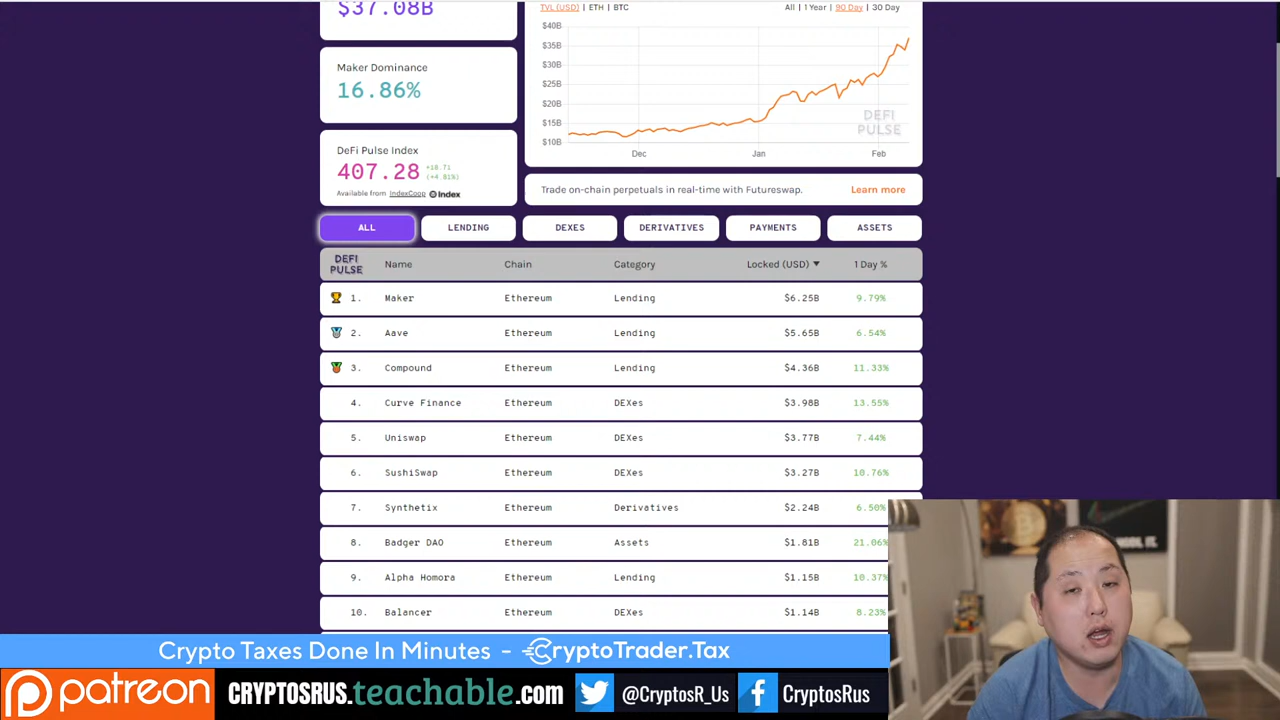 $37.08B
TVL (USD) | ETH | BTC
All | 1 Year | 90 Day | 30 Day
$40B
$35B
$30B
$25B
$20B
$15B
$10B
DEFI
PULSE
Dec Jan Feb
Maker Dominance
16.86%
DeFi Pulse Index
407.28 +18.71
(+4.81%)
Available from IndexCoop Index
Trade on-chain perpetuals in real-time with Futureswap. Learn more
ALL LENDING DEXES DERIVATIVES PAYMENTS ASSETS
DEFI
PULSE
Name Chain Category Locked (USD) ▼ 1 Day %
1. Maker Ethereum Lending $6.25B 9.79%
2. Aave Ethereum Lending $5.65B 6.54%
3. Compound Ethereum Lending $4.36B 11.33%
4. Curve Finance Ethereum DEXes $3.98B 13.55%
5. Uniswap Ethereum DEXes $3.77B 7.44%
6. SushiSwap Ethereum DEXes $3.27B 10.76%
7. Synthetix Ethereum Derivatives $2.24B 6.50%
8. Badger DAO Ethereum Assets $1.81B 21.06%
9. Alpha Homora Ethereum Lending $1.15B 10.37%
10. Balancer Ethereum DEXes $1.14B 8.23%
Crypto Taxes Done In Minutes - CryptoTrader.Tax
patreon CRYPTOSRUS.teachable.com @CryptosR_Us CryptosRus